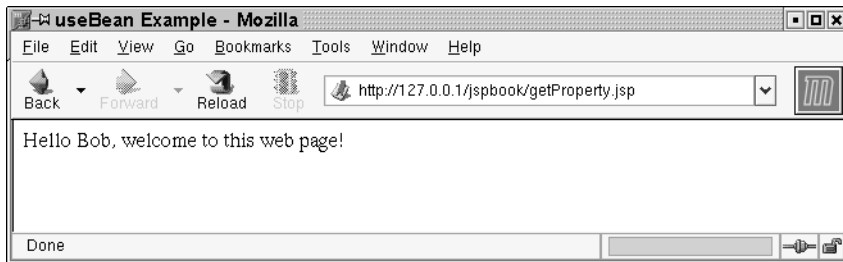 useBean Example - Mozilla
File Edit View Go Bookmarks Tools Window Help
Back Forward Reload Stop http://127.0.0.1/jspbook/getProperty.jsp m
Hello Bob, welcome to this web page!
Done